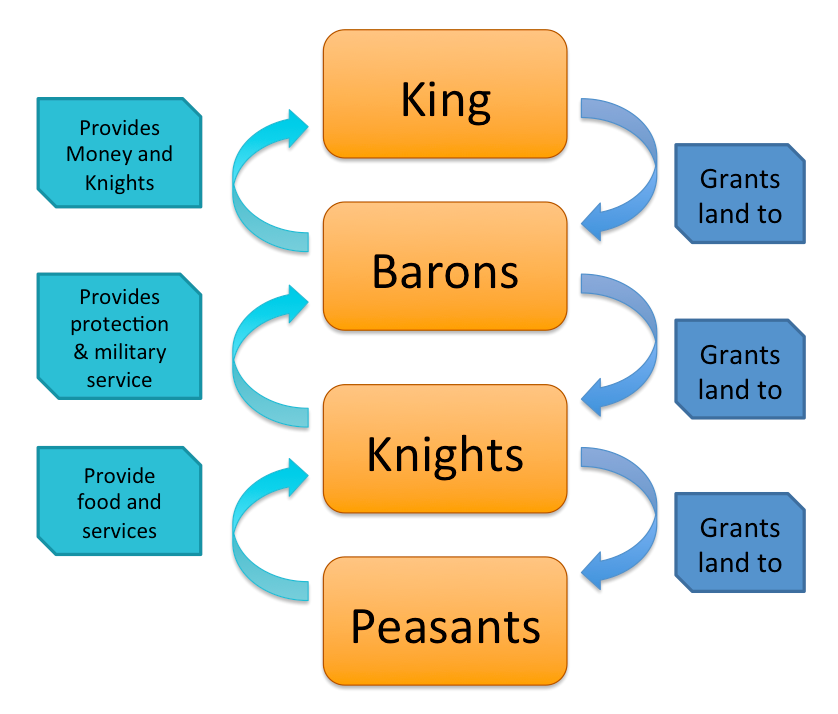 King
Provides
Money and
Knights
Grants
land to
Barons
Provides
protection
& military
service
Grants
land to
Knights
Provide
food and
services
Grants
land to
Peasants